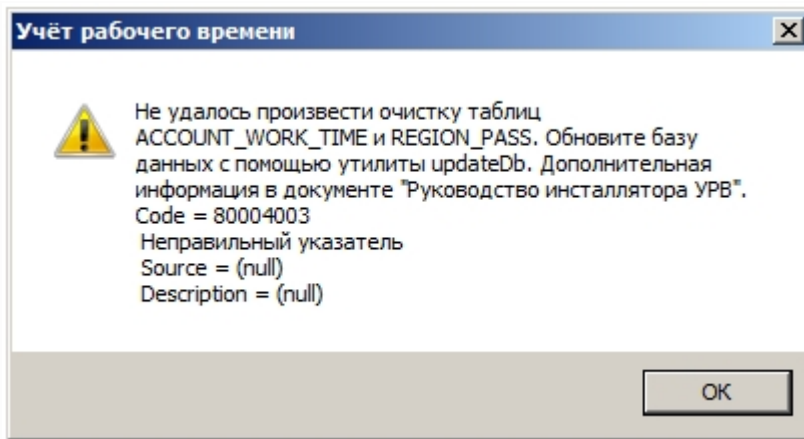 Учёт рабочего времени
Не удалось произвести очистку таблиц
ACCOUNT_WORK_TIME и REGION_PASS. Обновите базу
данных с помощью утилиты updateDb. Дополнительная
информация в документе "Руководство инсталлятора УРВ".
Code = 80004003
Неправильный указатель
Source = (null)
Description = (null)
ОК